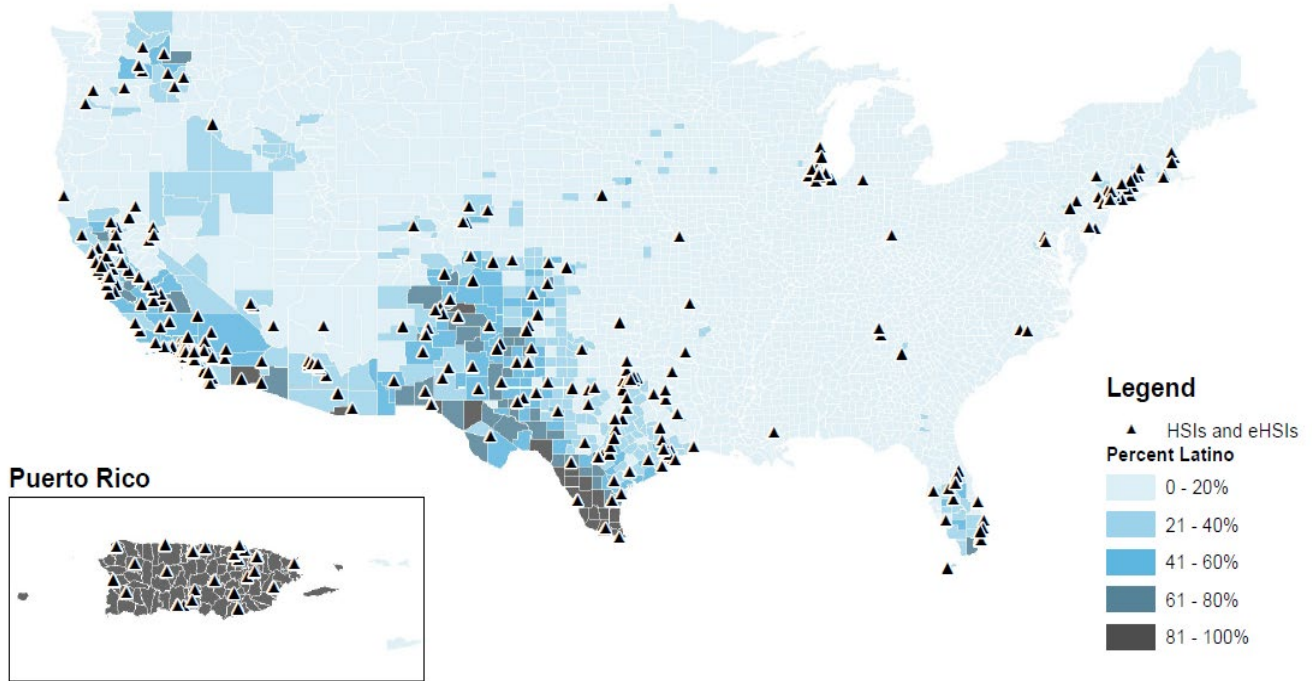 Legend
HSIs and eHSIs
Percent Latino
0 - 20%
21 - 40%
41 - 60%
61 - 80%
81 - 100%
Puerto Rico